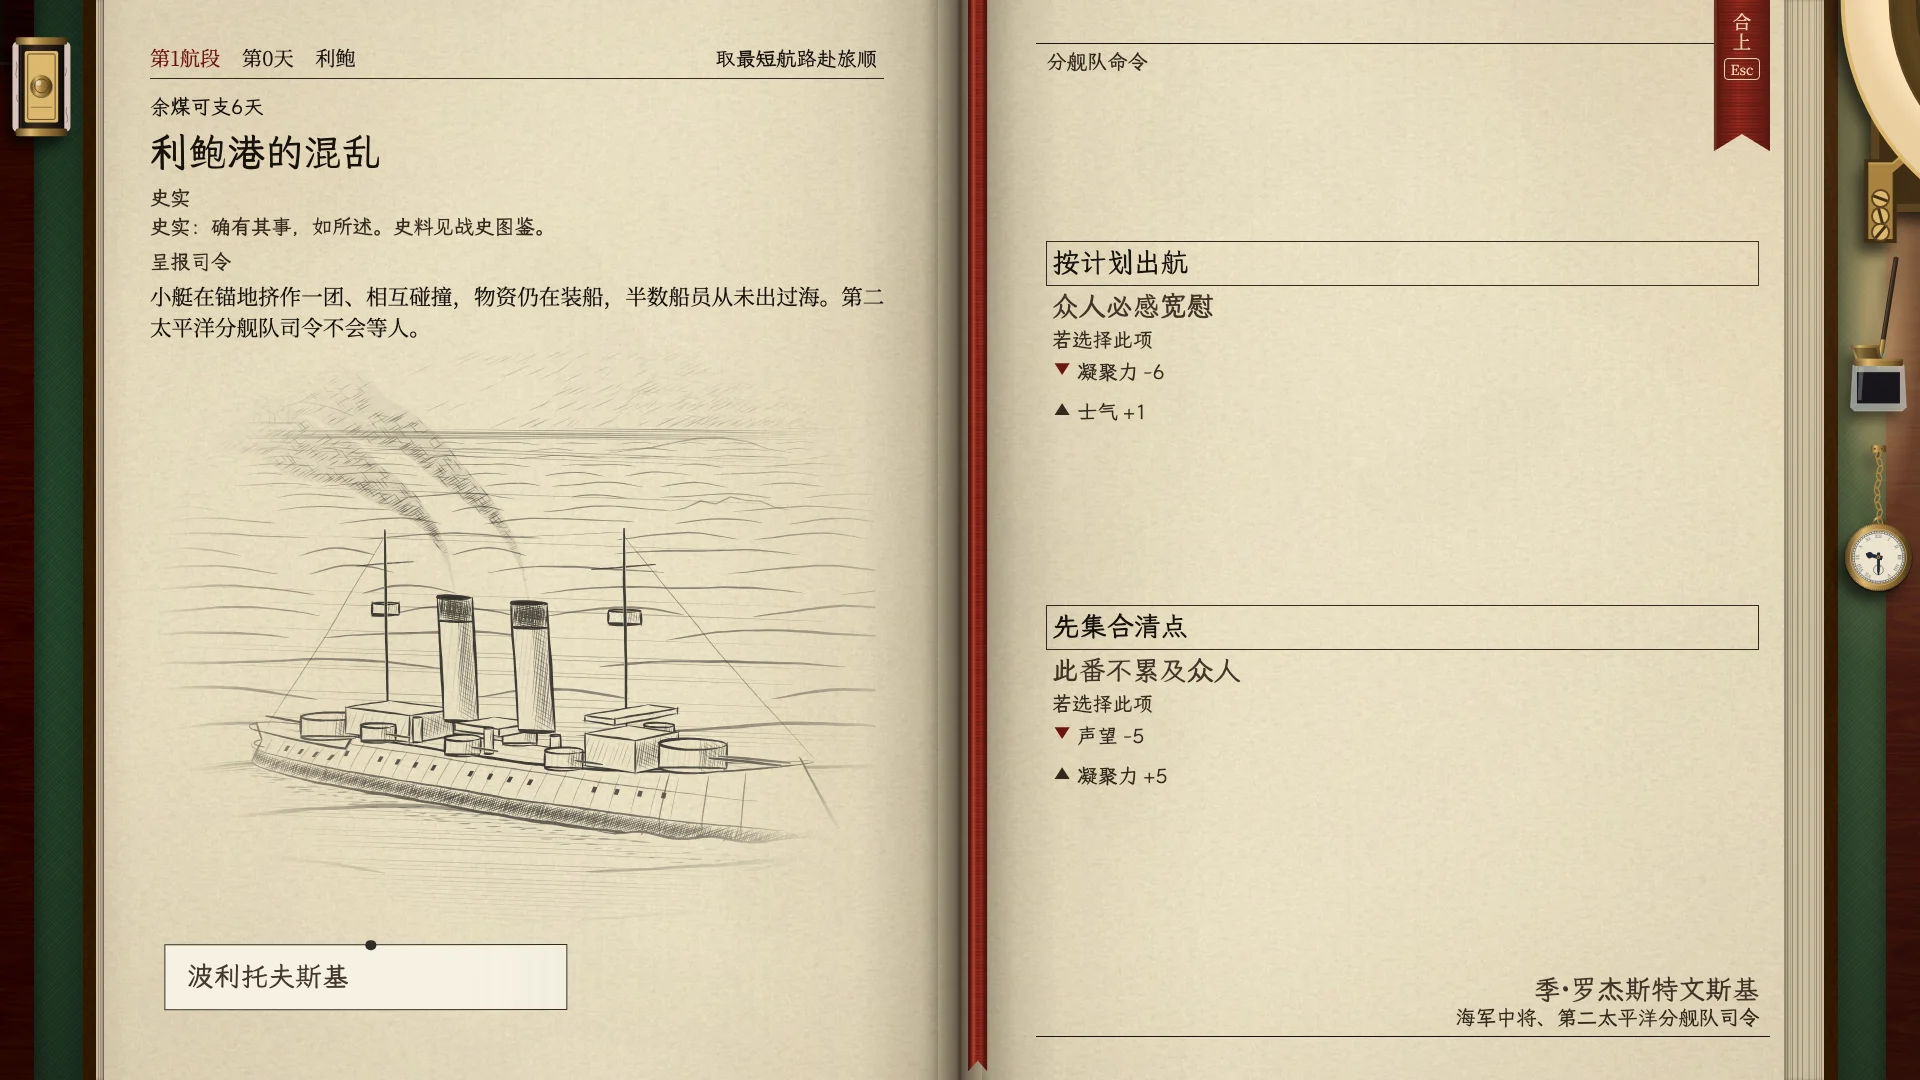 第1航段 第0天 利鲍 取最短航路赴旅顺
余煤可支6天
利鲍港的混乱
史实
史实：确有其事，如所述。史料见战史图鉴。
呈报司令
小艇在锚地挤作一团、相互碰撞，物资仍在装船，半数船员从未出过海。第二
太平洋分舰队司令不会等人。
波利托夫斯基
合上
Esc
分舰队命令
按计划出航
众人必感宽慰
若选择此项
▼ 凝聚力 -6
▲ 士气 +1
先集合清点
此番不累及众人
若选择此项
▼ 声望 -5
▲ 凝聚力 +5
季·罗杰斯特文斯基
海军中将、第二太平洋分舰队司令